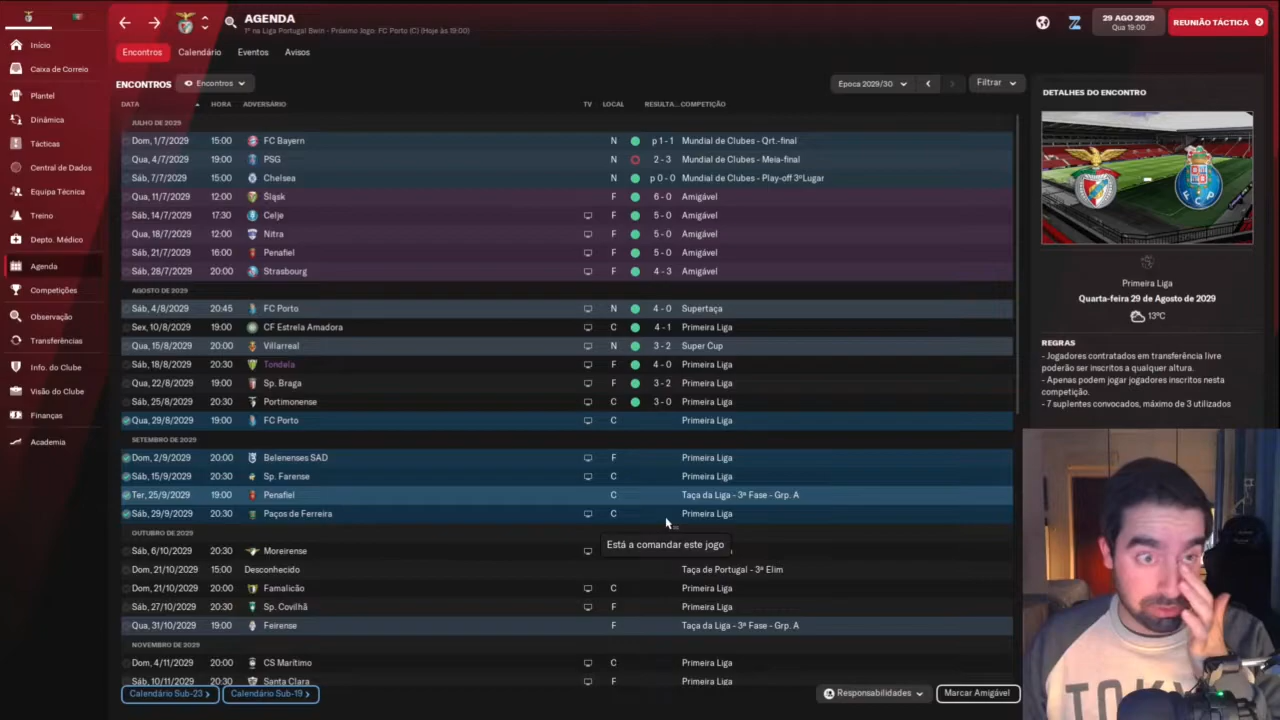 AGENDA
1º na Liga Portugal Bwin - Próximo Jogo: FC Porto (C) (Hoje às 19:00)
29 AGO 2029
Qua 19:00
REUNIÃO TÁCTICA
Início
Caixa de Correio
Plantel
Dinâmica
Tácticas
Central de Dados
Equipa Técnica
Treino
Depto. Médico
Agenda
Competições
Observação
Transferências
Info. do Clube
Visão do Clube
Finanças
Academia
Encontros Calendário Eventos Avisos
ENCONTROS Encontros Época 2029/30 Filtrar
DATA HORA ADVERSÁRIO TV LOCAL RESULTA... COMPETIÇÃO
JULHO DE 2029
Dom, 1/7/2029 15:00 FC Bayern N p 1 - 1 Mundial de Clubes - Qrt.-final
Qua, 4/7/2029 19:00 PSG N 2 - 3 Mundial de Clubes - Meia-final
Sáb, 7/7/2029 15:00 Chelsea N p 0 - 0 Mundial de Clubes - Play-off 3ºLugar
Qua, 11/7/2029 12:00 Śląsk F 6 - 0 Amigável
Sáb, 14/7/2029 17:30 Celje F 5 - 0 Amigável
Qua, 18/7/2029 12:00 Nitra F 5 - 0 Amigável
Sáb, 21/7/2029 16:00 Penafiel F 5 - 0 Amigável
Sáb, 28/7/2029 20:00 Strasbourg F 4 - 3 Amigável
AGOSTO DE 2029
Sáb, 4/8/2029 20:45 FC Porto N 4 - 0 Supertaça
Sex, 10/8/2029 19:00 CF Estrela Amadora C 4 - 1 Primeira Liga
Qua, 15/8/2029 20:00 Villarreal N 3 - 2 Super Cup
Sáb, 18/8/2029 20:30 Tondela F 4 - 0 Primeira Liga
Qua, 22/8/2029 19:00 Sp. Braga F 3 - 2 Primeira Liga
Sáb, 25/8/2029 20:30 Portimonense C 3 - 0 Primeira Liga
Qua, 29/8/2029 19:00 FC Porto C Primeira Liga
SETEMBRO DE 2029
Dom, 2/9/2029 20:00 Belenenses SAD F Primeira Liga
Sáb, 15/9/2029 20:30 Sp. Farense C Primeira Liga
Ter, 25/9/2029 19:00 Penafiel C Taça da Liga - 3ª Fase - Grp. A
Sáb, 29/9/2029 20:30 Paços de Ferreira C Primeira Liga
OUTUBRO DE 2029
Está a comandar este jogo
Sáb, 6/10/2029 20:30 Moreirense
Dom, 21/10/2029 15:00 Desconhecido Taça de Portugal - 3ª Elim
Dom, 21/10/2029 20:00 Famalicão C Primeira Liga
Sáb, 27/10/2029 20:30 Sp. Covilhã F Primeira Liga
Qua, 31/10/2029 19:00 Feirense F Taça da Liga - 3ª Fase - Grp. A
NOVEMBRO DE 2029
Dom, 4/11/2029 20:00 CS Marítimo C Primeira Liga
Sáb, 10/11/2029 20:30 Santa Clara F Primeira Liga
Calendário Sub-23 Calendário Sub-19 Responsabilidades Marcar Amigável
DETALHES DO ENCONTRO
Primeira Liga
Quarta-feira 29 de Agosto de 2029
13ºC
REGRAS
- Jogadores contratados em transferência livre
poderão ser inscritos a qualquer altura.
- Apenas podem jogar jogadores inscritos nesta
competição.
- 7 suplentes convocados, máximo de 3 utilizados